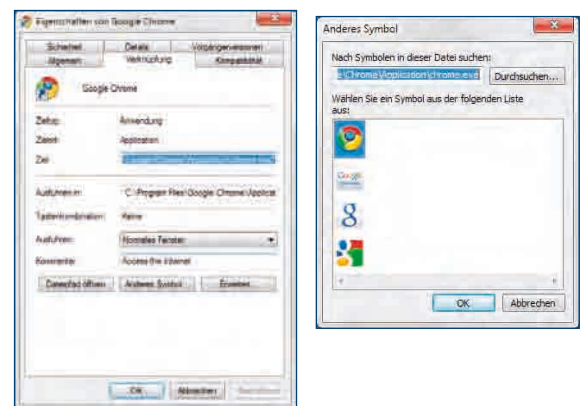 Eigenschaften von Google Chrome
Sicherheit Details Vorgängerversionen
Allgemein Verknüpfung Kompatibilität
Google Chrome
Zieltyp: Anwendung
Zielort: Application
Ziel:
Ausführen in: C:\Program Files\Google\Chrome\Applicat
Tastenkombination: Keine
Ausführen: Normales Fenster
Kommentar: Access the Internet
Dateipfad öffnen Anderes Symbol... Erweitert...
OK Abbrechen
Anderes Symbol
Nach Symbolen in dieser Datei suchen:
e\Chrome\Application\chrome.exe Durchsuchen...
Wählen Sie ein Symbol aus der folgenden Liste
aus:
Google
8
OK Abbrechen